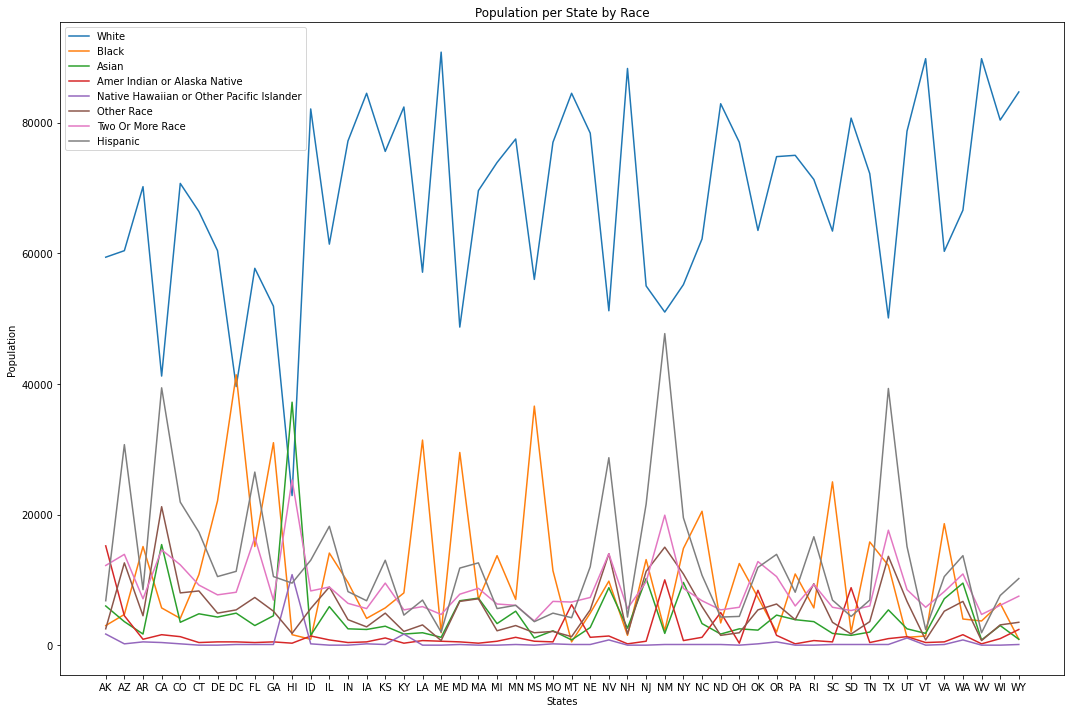 Population per State by Race
White
Black
Asian
Amer Indian or Alaska Native
Native Hawaiian or Other Pacific Islander
Other Race
Two Or More Race
Hispanic
Population
80000
60000
40000
20000
0
AK AZ AR CA CO CT DE DC FL GA HI ID IL IN IA KS KY LA ME MD MA MI MN MS MO MT NE NV NH NJ NM NY NC ND OH OK OR PA RI SC SD TN TX UT VT VA WA WV WI WY
States